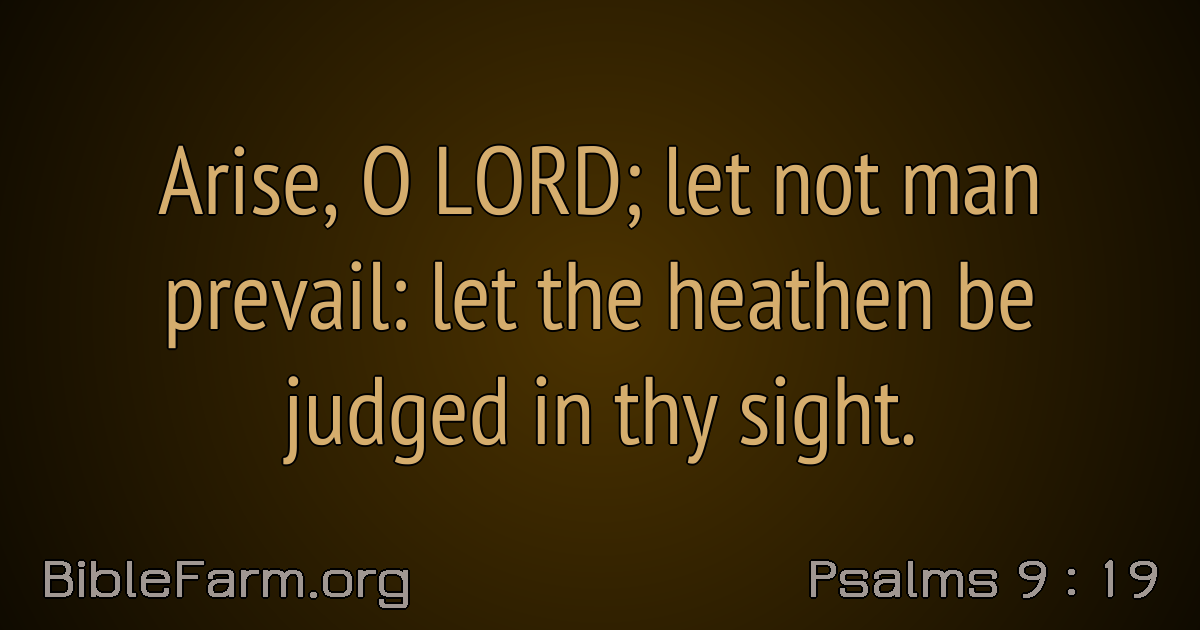 Arise, O LORD; let not man
prevail: let the heathen be
judged in thy sight.
BibleFarm.org
Psalms 9 : 19